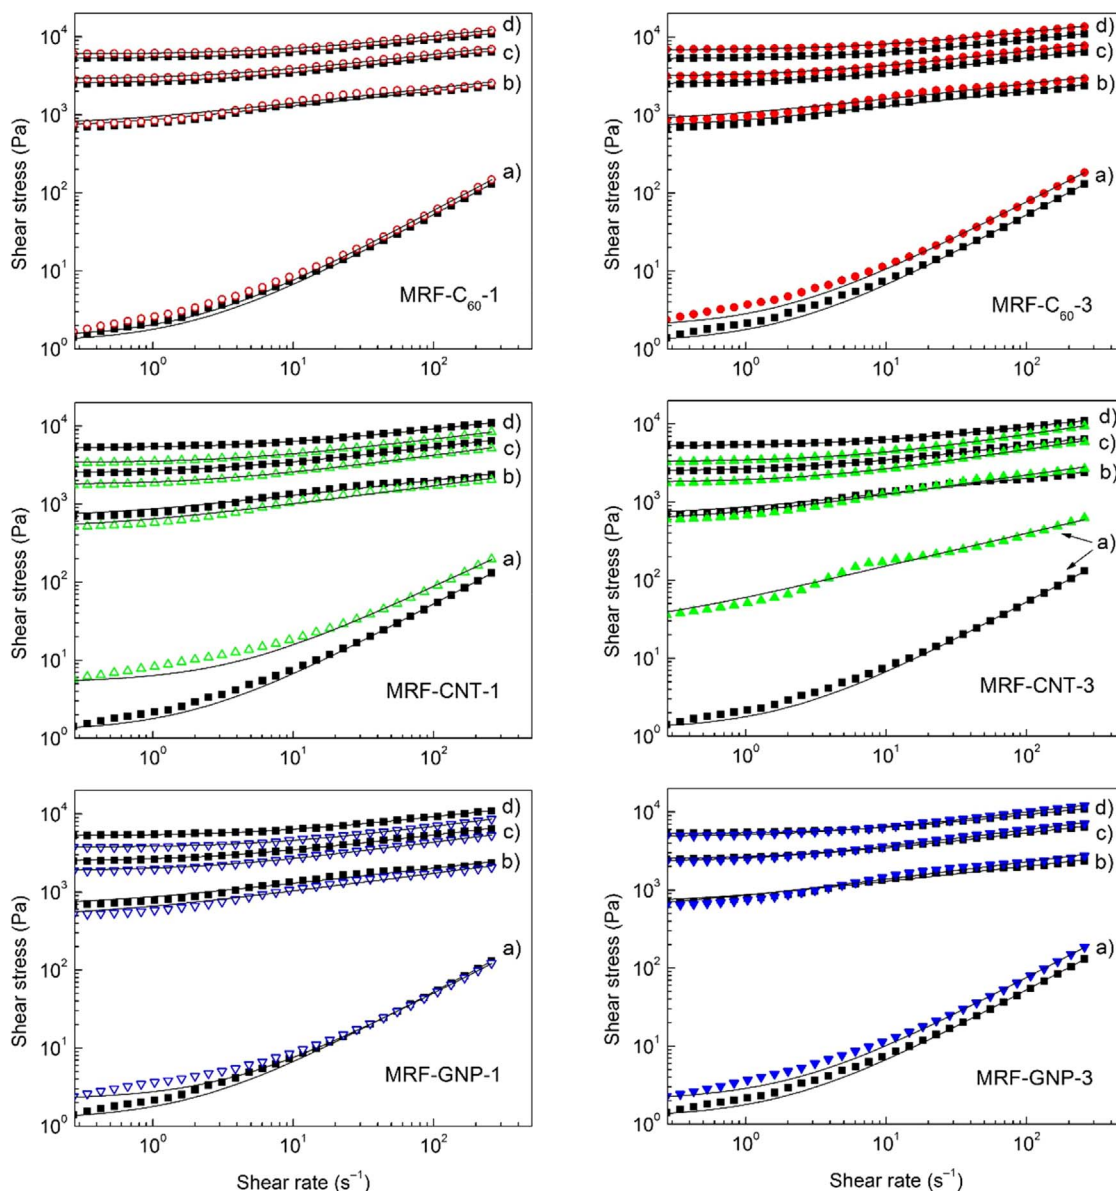 10⁴
10³
10²
10¹
10⁰
Shear stress (Pa)
d)
c)
b)
a)
MRF-C₆₀-1
10⁰ 10¹ 10²
10⁴
10³
10²
10¹
10⁰
Shear stress (Pa)
d)
c)
b)
a)
MRF-C₆₀-3
10⁰ 10¹ 10²
10⁴
10³
10²
10¹
10⁰
Shear stress (Pa)
d)
c)
b)
a)
MRF-CNT-1
10⁰ 10¹ 10²
10⁴
10³
10²
10¹
10⁰
Shear stress (Pa)
d)
c)
b)
a)
MRF-CNT-3
10⁰ 10¹ 10²
10⁴
10³
10²
10¹
10⁰
Shear stress (Pa)
d)
c)
b)
a)
MRF-GNP-1
10⁰ 10¹ 10²
Shear rate (s⁻¹)
10⁴
10³
10²
10¹
10⁰
Shear stress (Pa)
d)
c)
b)
a)
MRF-GNP-3
10⁰ 10¹ 10²
Shear rate (s⁻¹)